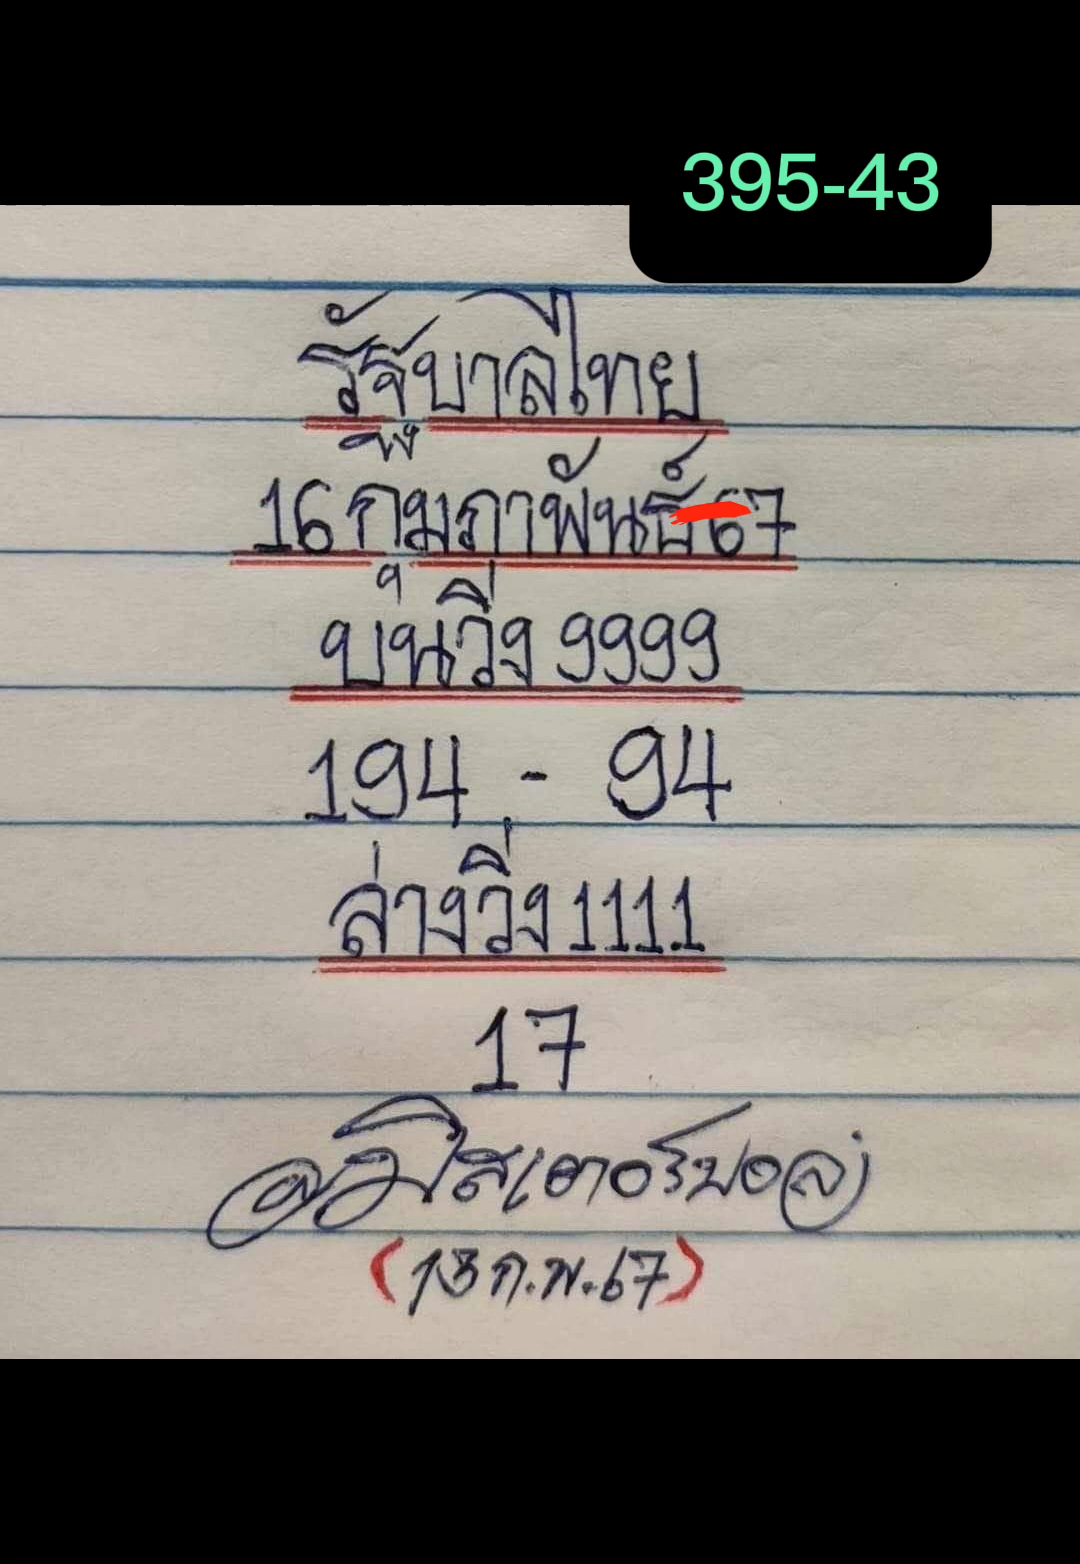 395-43
รัฐบาลไทย
16 กุมภาพันธ์ 67
บนวิ่ง 9999
194 - 94
ล่างวิ่ง 1111
17
(13 ก.พ. 67)